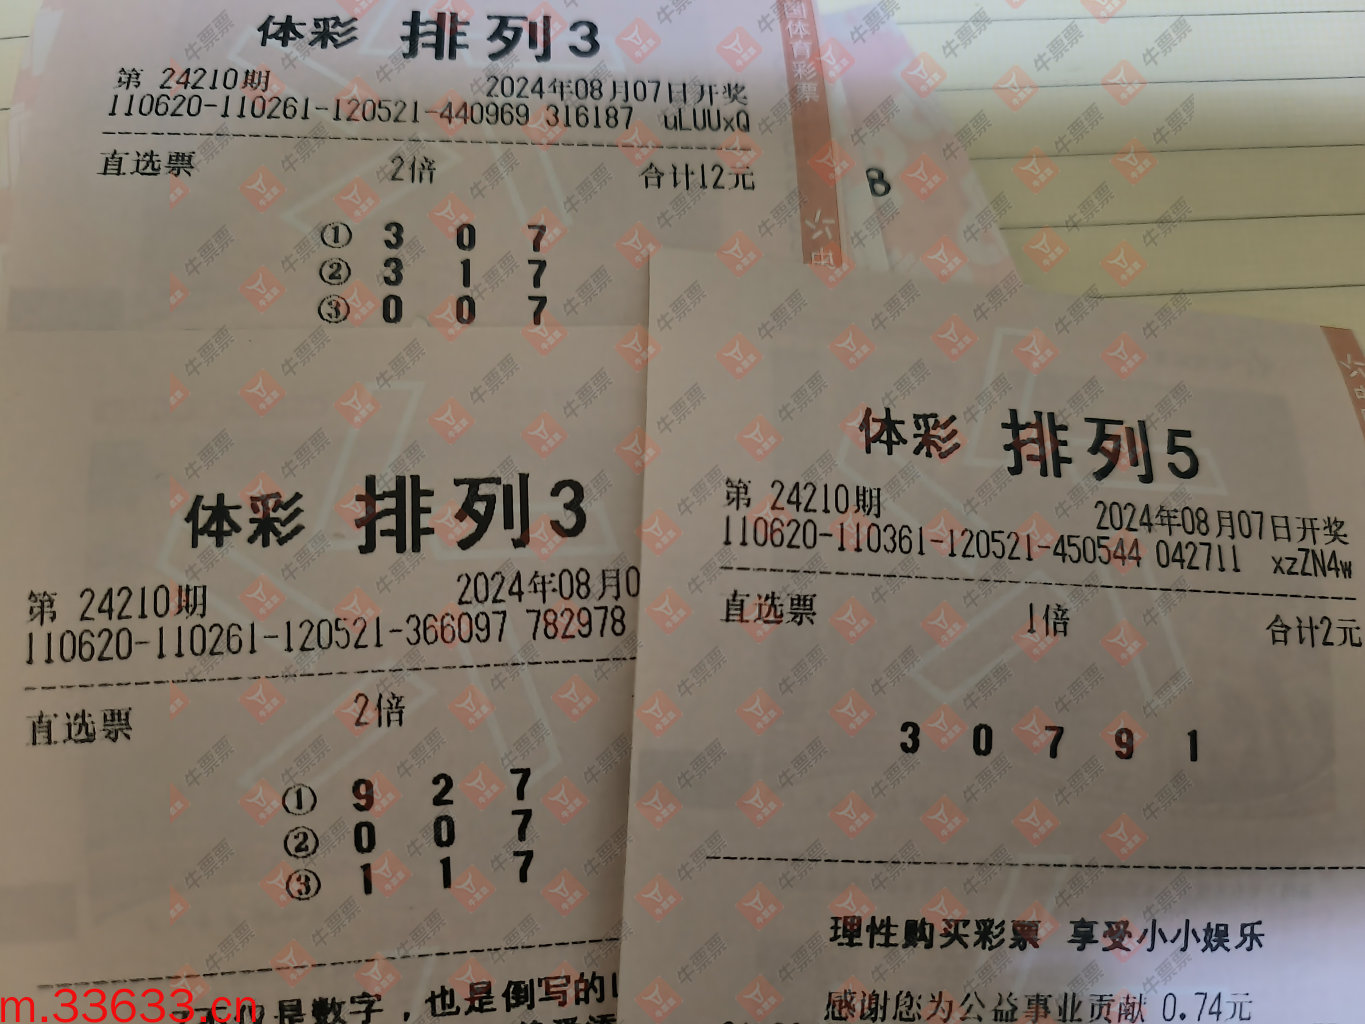 体彩 排列3
第 24210期 2024年08月07日开奖
110620-110261-120521-440969 316187 uLUUxQ
直选票 2倍 合计12元
① 3 0 7
② 3 1 7
③ 0 0 7
国体育彩票
中
B
体彩 排列3
第 24210期 2024年08月0
110620-110261-120521-366097 782978
直选票 2倍
① 9 2 7
② 0 0 7
③ 1 1 7
是数字，也是倒写的
体彩 排列5
第 24210期 2024年08月07日开奖
110620-110361-120521-450544 042711 xzZN4w
直选票 1倍 合计2元
3 0 7 9 1
理性购买彩票 享受小小娱乐
感谢您为公益事业贡献 0.74元
牛票票
m.33633.cn